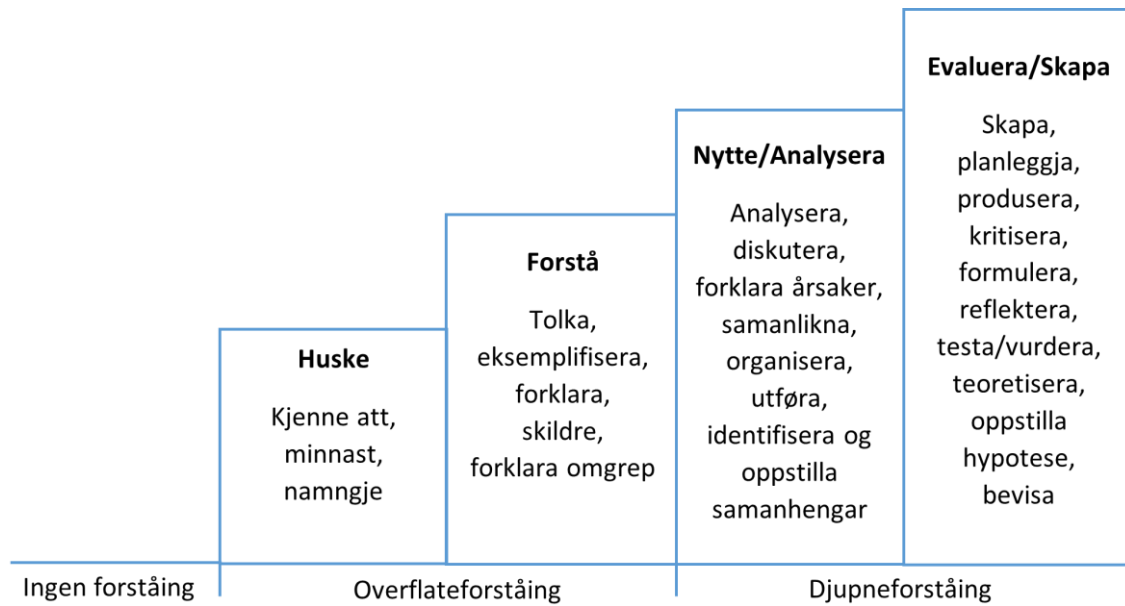 Huske
Kjenne att,
minnast,
namngje
Forstå
Tolka,
eksemplifisera,
forklara,
skildre,
forklara omgrep
Nytte/Analysera
Analysera,
diskutera,
forklara årsaker,
samanlikna,
organisera,
utføra,
identifisera og
oppstilla
samanhengar
Evaluera/Skapa
Skapa,
planleggja,
produsera,
kritisera,
formulera,
reflektera,
testa/vurdera,
teoretisera,
oppstilla
hypotese,
bevisa
Ingen forståing
Overflateforståing
Djupneforståing